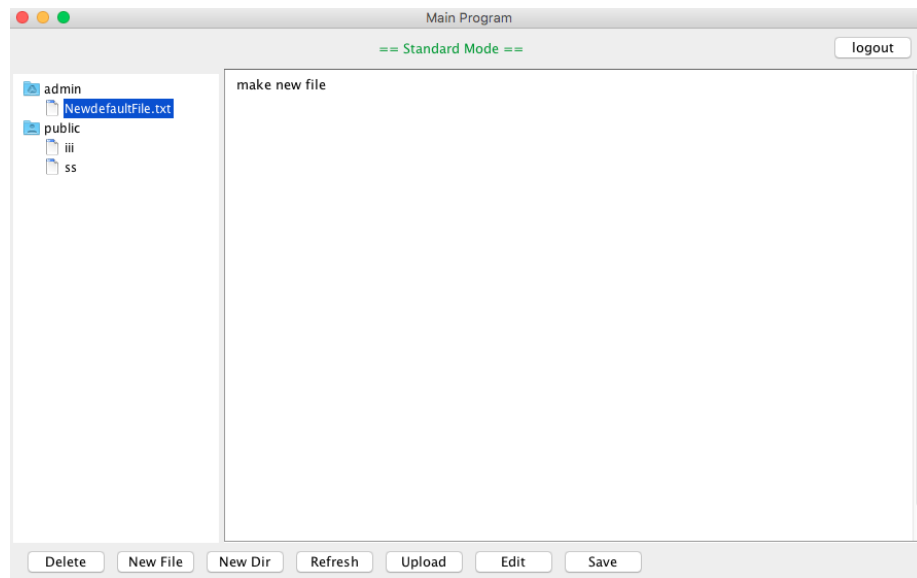 Main Program
== Standard Mode ==
logout
admin
NewdefaultFile.txt
public
iii
ss
make new file
Delete
New File
New Dir
Refresh
Upload
Edit
Save